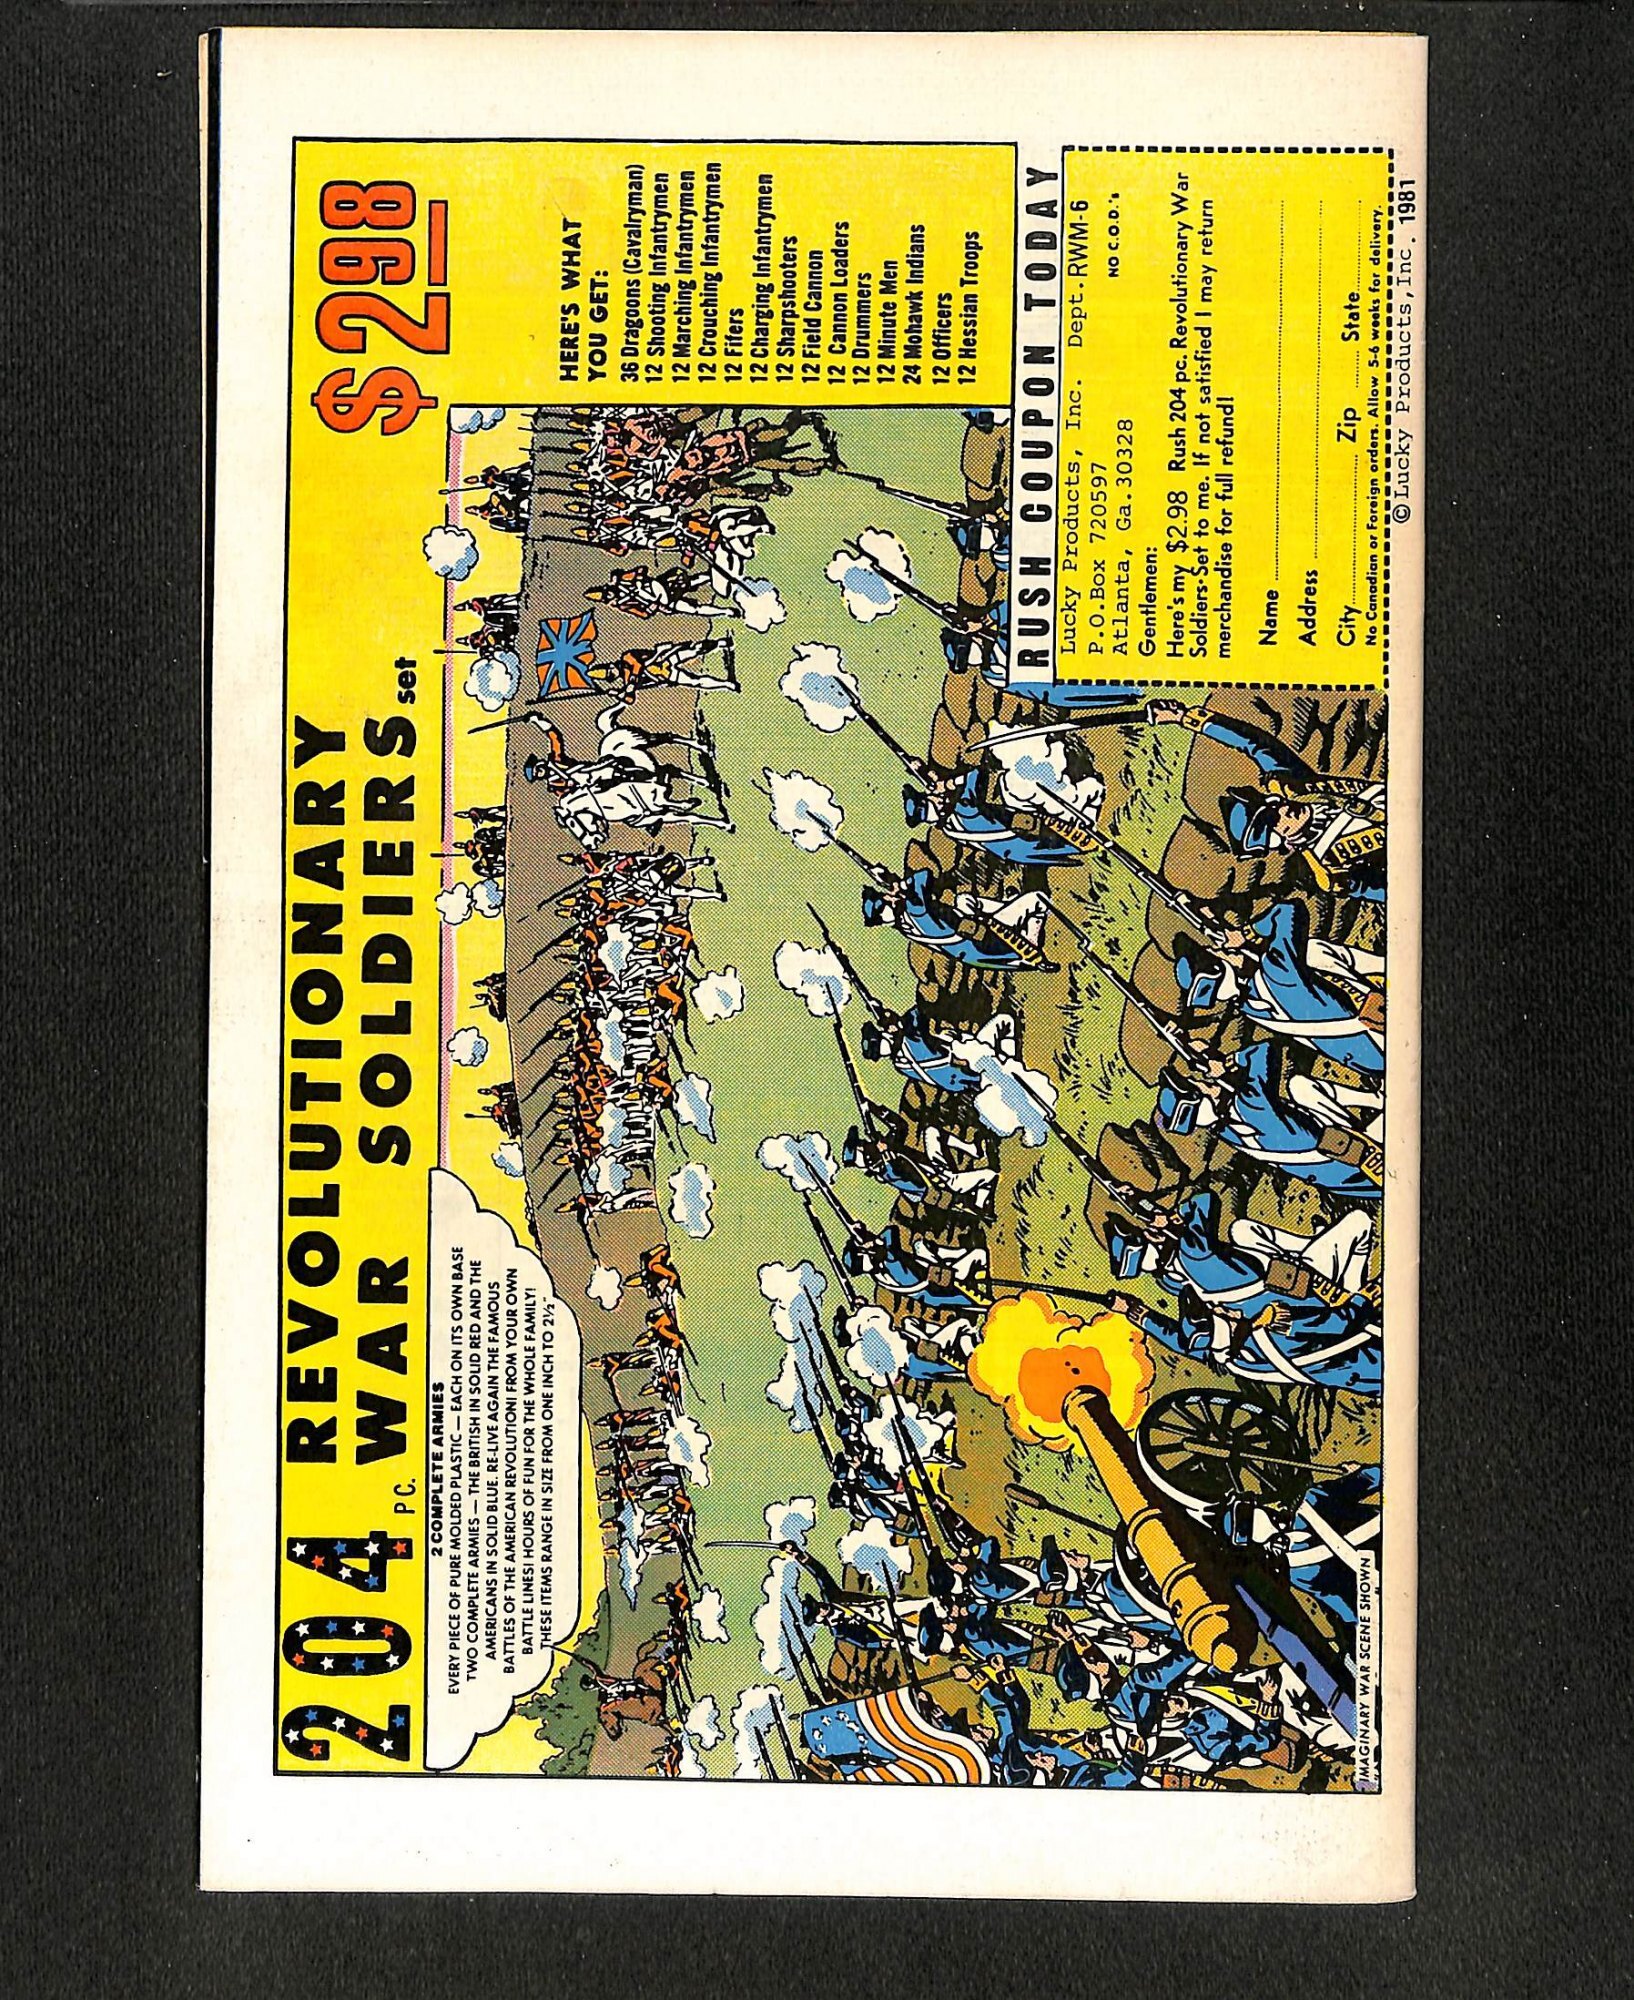 204 PC. REVOLUTIONARY
WAR SOLDIERS set
$2.98
2 COMPLETE ARMIES
EVERY PIECE OF PURE MOLDED PLASTIC — EACH ON ITS OWN BASE
TWO COMPLETE ARMIES — THE BRITISH IN SOLID RED AND THE
AMERICANS IN SOLID BLUE. RE-LIVE AGAIN THE FAMOUS
BATTLES OF THE AMERICAN REVOLUTION! FROM YOUR OWN
BATTLE LINES! HOURS OF FUN FOR THE WHOLE FAMILY!
THESE ITEMS RANGE IN SIZE FROM ONE INCH TO 2½"
HERE'S WHAT
YOU GET:
36 Dragoons (Cavalryman)
12 Shooting Infantrymen
12 Marching Infantrymen
12 Crouching Infantrymen
12 Fifers
12 Charging Infantrymen
12 Sharpshooters
12 Field Cannon
12 Cannon Loaders
12 Drummers
12 Minute Men
24 Mohawk Indians
12 Officers
12 Hessian Troops
RUSH COUPON TODAY
Lucky Products, Inc. Dept.RWM-6
P.O.Box 720597
NO C.O.D.'s
Atlanta, Ga.30328
Gentlemen:
Here's my $2.98 Rush 204 pc. Revolutionary War
Soldiers Set to me. If not satisfied I may return
merchandise for full refund!
Name
Address
City Zip State
No Canadian or Foreign orders. Allow 5-6 weeks for delivery.
© Lucky Products,Inc. 1981
IMAGINARY WAR SCENE SHOWN